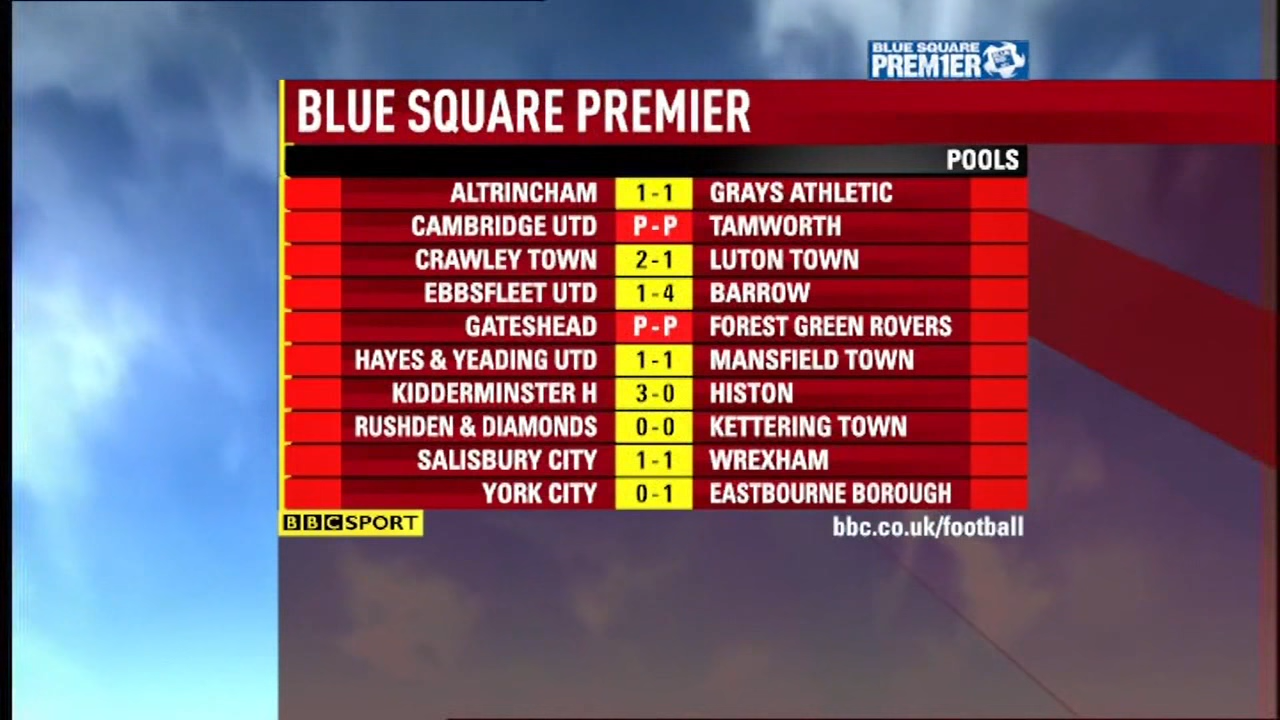 BLUE SQUARE
PREM1ER
BLUE SQUARE PREMIER
POOLS
ALTRINCHAM 1 - 1 GRAYS ATHLETIC
CAMBRIDGE UTD P - P TAMWORTH
CRAWLEY TOWN 2 - 1 LUTON TOWN
EBBSFLEET UTD 1 - 4 BARROW
GATESHEAD P - P FOREST GREEN ROVERS
HAYES & YEADING UTD 1 - 1 MANSFIELD TOWN
KIDDERMINSTER H 3 - 0 HISTON
RUSHDEN & DIAMONDS 0 - 0 KETTERING TOWN
SALISBURY CITY 1 - 1 WREXHAM
YORK CITY 0 - 1 EASTBOURNE BOROUGH
BBC SPORT bbc.co.uk/football